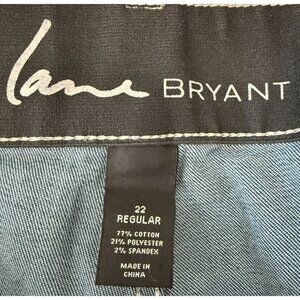 Lane BRYANT
22
REGULAR
77% COTTON
21% POLYESTER
2% SPANDEX
MADE IN
CHINA